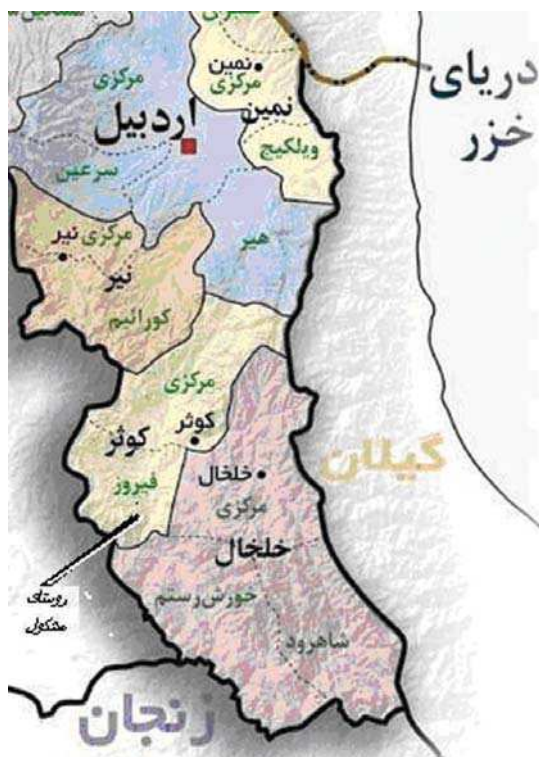 عنبران
نمین
مرکزی
نمین
ویلکیج
دریای
خزر
مرکزی
اردبیل
سرعین
هیر
مرکزی
نیر
نیر
کورائیم
مرکزی
کوثر
کوثر
فیروز
گیلان
خلخال
مرکزی
خلخال
خورش‌رستم
شاهرود
روستای
مشکول
زنجان